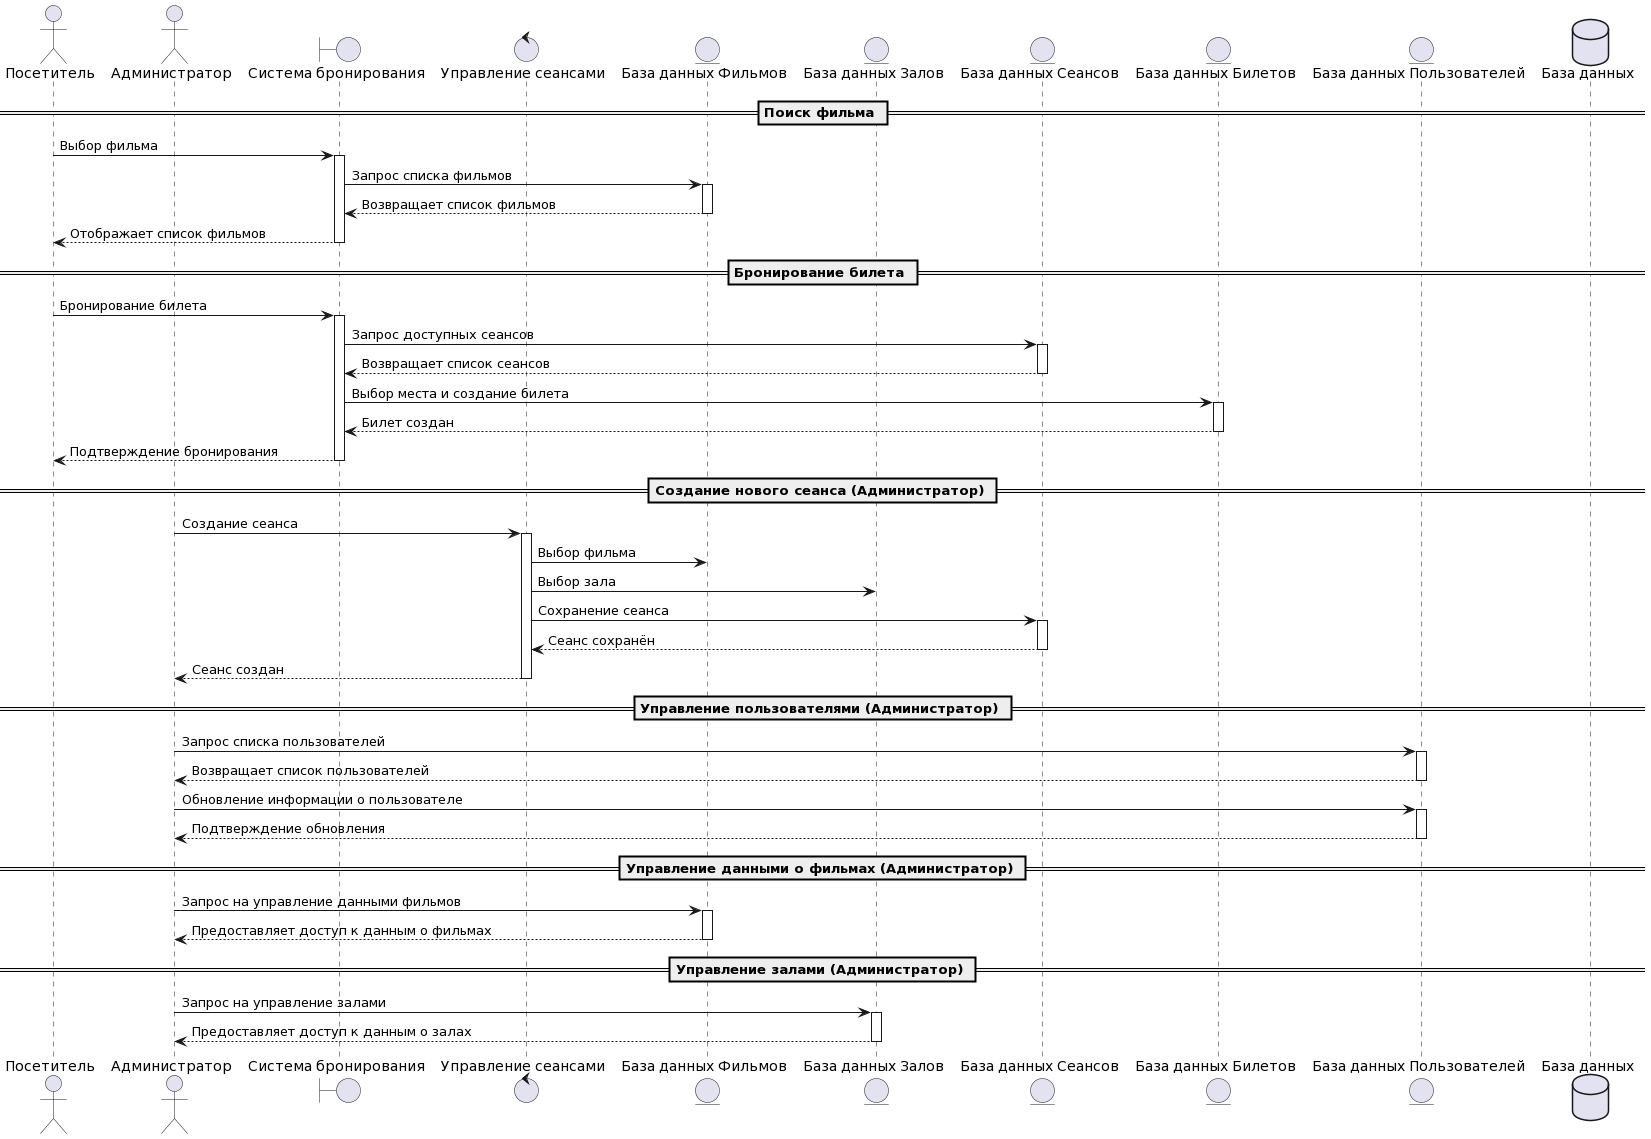 Посетитель Администратор Система бронирования Управление сеансами База данных Фильмов База данных Залов База данных Сеансов База данных Билетов База данных Пользователей База данных
Поиск фильма
Выбор фильма
Запрос списка фильмов
Возвращает список фильмов
Отображает список фильмов
Бронирование билета
Бронирование билета
Запрос доступных сеансов
Возвращает список сеансов
Выбор места и создание билета
Билет создан
Подтверждение бронирования
Создание нового сеанса (Администратор)
Создание сеанса
Выбор фильма
Выбор зала
Сохранение сеанса
Сеанс сохранён
Сеанс создан
Управление пользователями (Администратор)
Запрос списка пользователей
Возвращает список пользователей
Обновление информации о пользователе
Подтверждение обновления
Управление данными о фильмах (Администратор)
Запрос на управление данными фильмов
Предоставляет доступ к данным о фильмах
Управление залами (Администратор)
Запрос на управление залами
Предоставляет доступ к данным о залах
Посетитель Администратор Система бронирования Управление сеансами База данных Фильмов База данных Залов База данных Сеансов База данных Билетов База данных Пользователей База данных